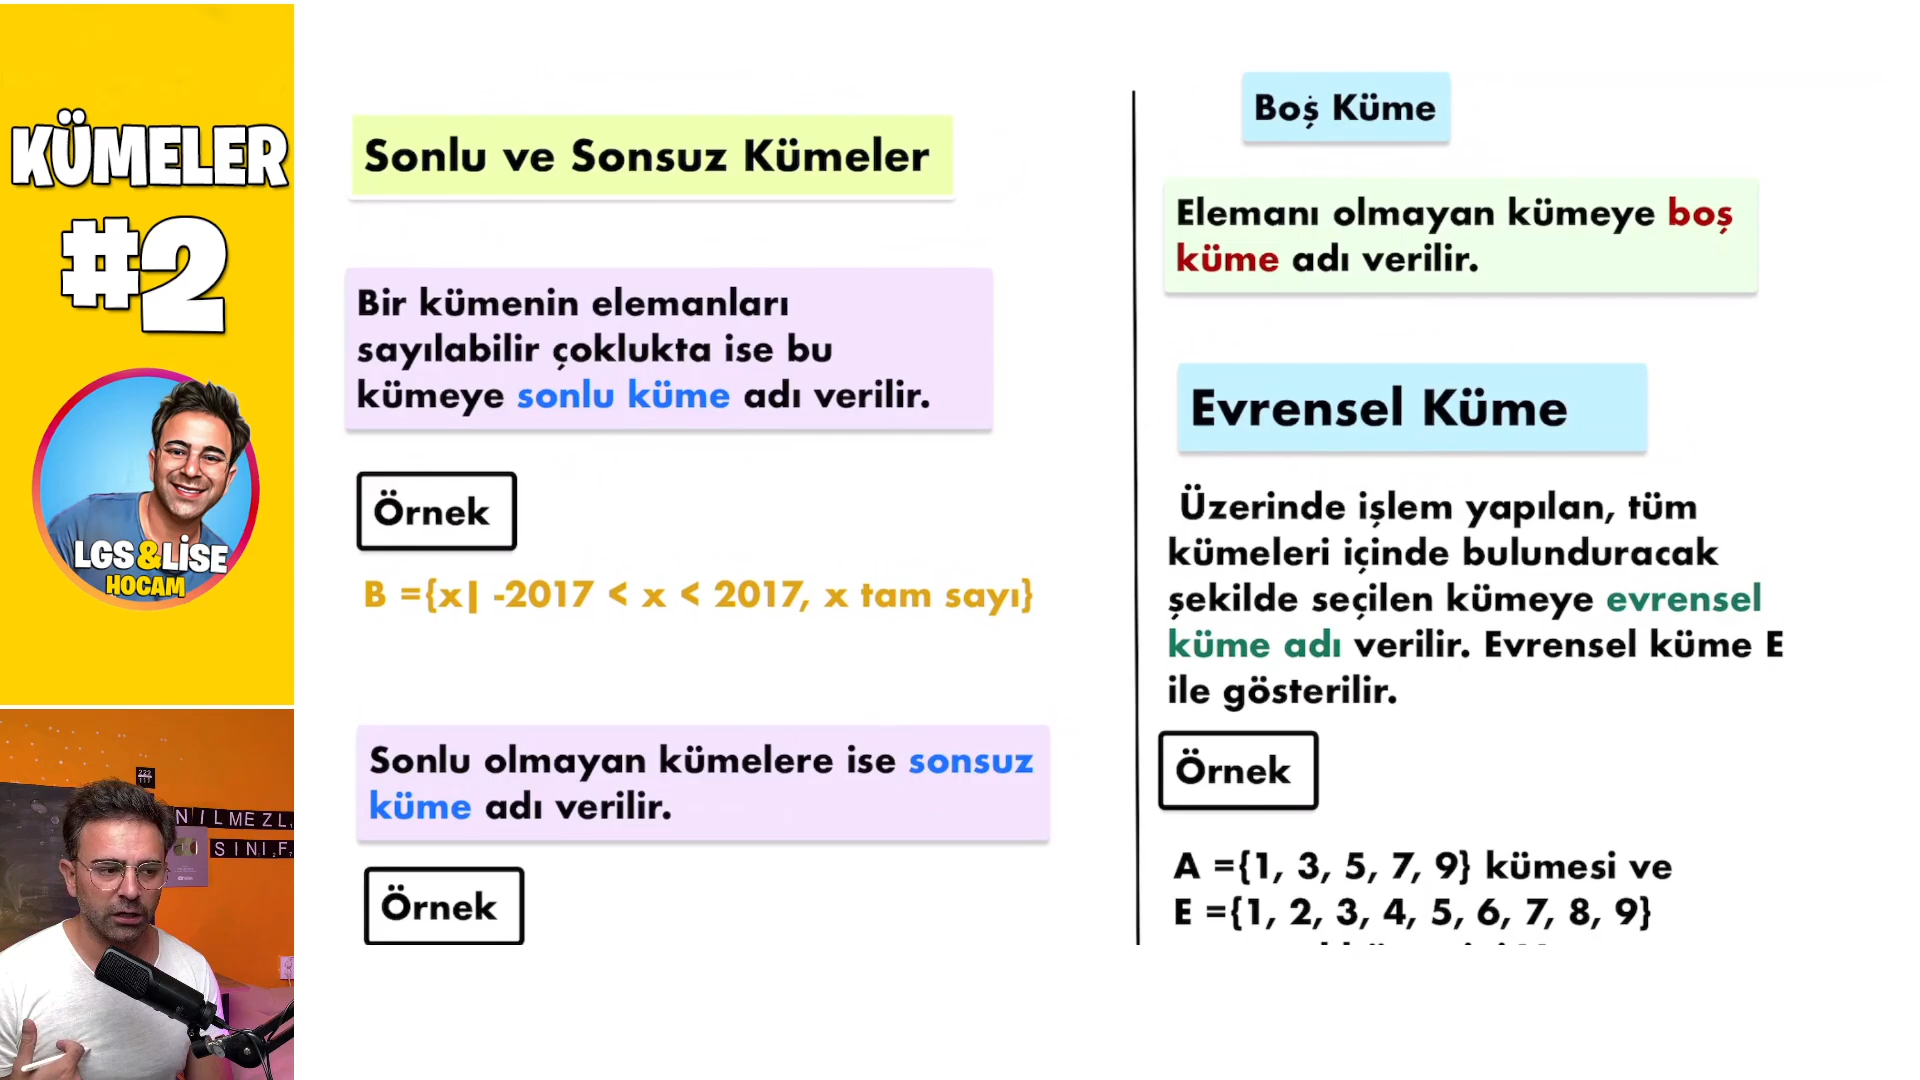 KÜMELER
#2
LGS&LİSE
HOCAM
NILMEZL
SINIF
Sonlu ve Sonsuz Kümeler
Bir kümenin elemanları
sayılabilir çoklukta ise bu
kümeye sonlu küme adı verilir.
Örnek
B ={x| -2017 < x < 2017, x tam sayı}
Sonlu olmayan kümelere ise sonsuz
küme adı verilir.
Örnek
Boş Küme
Elemanı olmayan kümeye boş
küme adı verilir.
Evrensel Küme
Üzerinde işlem yapılan, tüm
kümeleri içinde bulunduracak
şekilde seçilen kümeye evrensel
küme adı verilir. Evrensel küme E
ile gösterilir.
Örnek
A ={1, 3, 5, 7, 9} kümesi ve
E ={1, 2, 3, 4, 5, 6, 7, 8, 9}